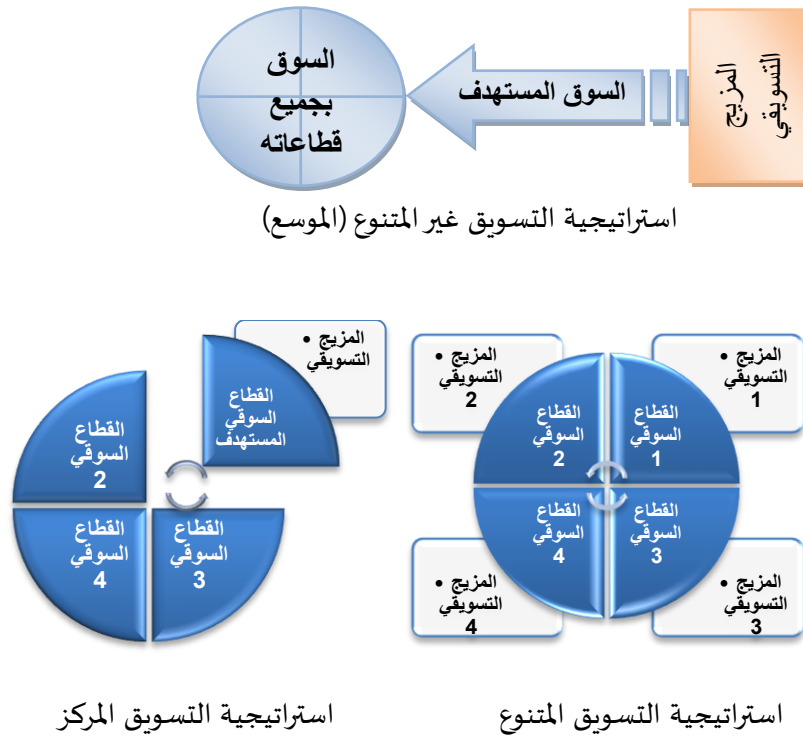 المزيج
التسويقي
السوق المستهدف
السوق
بجميع
قطاعاته
استراتيجية التسويق غير المتنوع (الموسع)
المزيج •
التسويقي
1
المزيج •
التسويقي
2
القطاع
السوقي
1
القطاع
السوقي
2
القطاع
السوقي
3
القطاع
السوقي
4
المزيج •
التسويقي
3
المزيج •
التسويقي
4
استراتيجية التسويق المتنوع
المزيج •
التسويقي
القطاع
السوقي
المستهدف
القطاع
السوقي
2
القطاع
السوقي
3
القطاع
السوقي
4
استراتيجية التسويق المركز